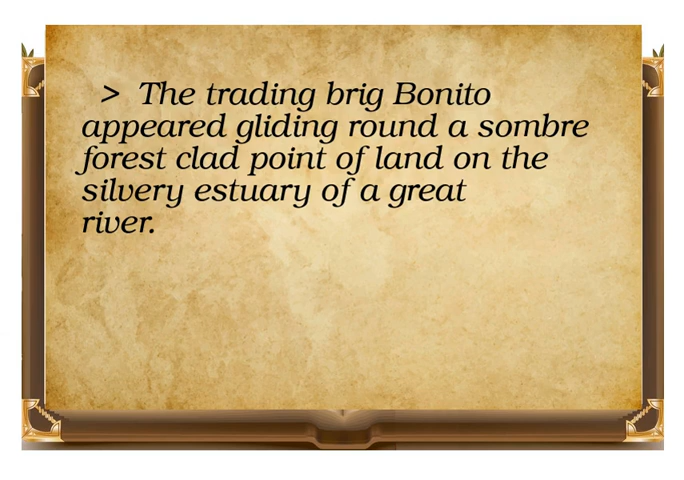 > The trading brig Bonito
appeared gliding round a sombre
forest clad point of land on the
silvery estuary of a great
river.